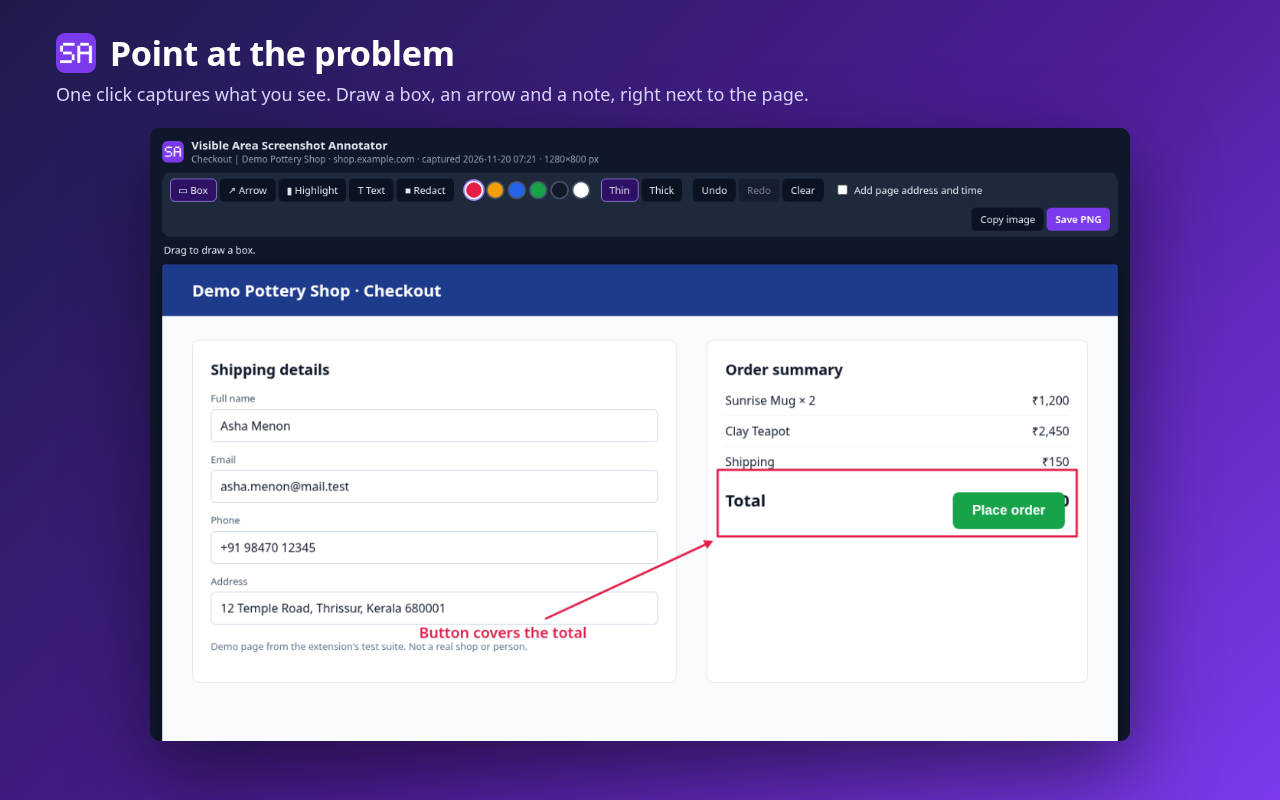 SA Point at the problem
One click captures what you see. Draw a box, an arrow and a note, right next to the page.
SA Visible Area Screenshot Annotator
Checkout | Demo Pottery Shop · shop.example.com · captured 2026-11-20 07:21 · 1280×800 px
Box Arrow Highlight T Text Redact Thin Thick Undo Redo Clear Add page address and time
Copy image Save PNG
Drag to draw a box.
Demo Pottery Shop · Checkout
Shipping details
Full name
Asha Menon
Email
asha.menon@mail.test
Phone
+91 98470 12345
Address
12 Temple Road, Thrissur, Kerala 680001
Button covers the total
Demo page from the extension's test suite. Not a real shop or person.
Order summary
Sunrise Mug × 2 ₹1,200
Clay Teapot ₹2,450
Shipping ₹150
Total
Place order